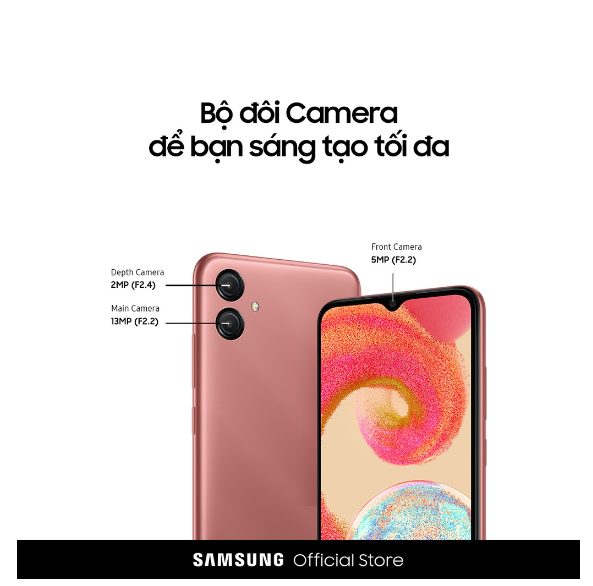 Bộ đôi Camera
để bạn sáng tạo tối đa
Front Camera
5MP (F2.2)
Depth Camera
2MP (F2.4)
Main Camera
13MP (F2.2)
SAMSUNG Official Store